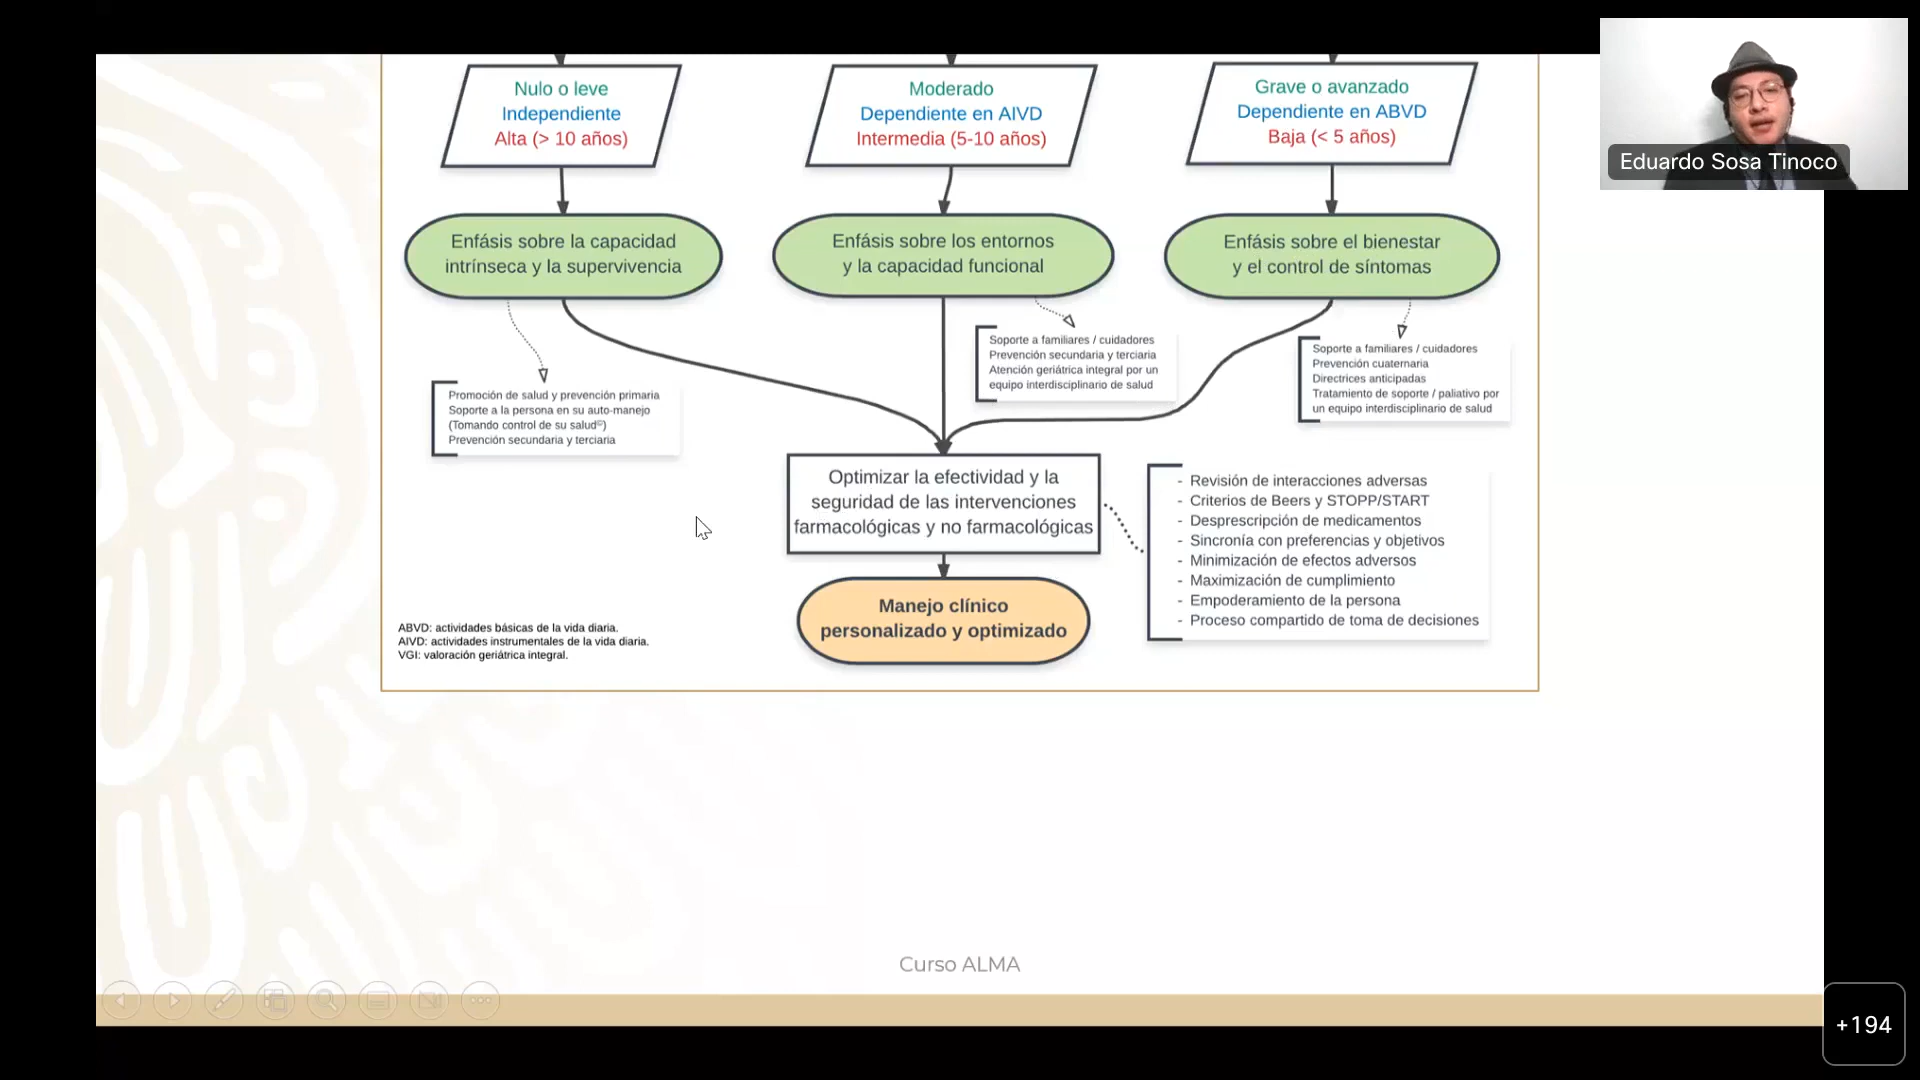 Nulo o leve
Independiente
Alta (> 10 años)
Moderado
Dependiente en AIVD
Intermedia (5-10 años)
Grave o avanzado
Dependiente en ABVD
Baja (< 5 años)
Eduardo Sosa Tinoco
Enfásis sobre la capacidad
intrínseca y la supervivencia
Enfásis sobre los entornos
y la capacidad funcional
Enfásis sobre el bienestar
y el control de síntomas
Promoción de salud y prevención primaria
Soporte a la persona en su auto-manejo
(Tomando control de su salud©)
Prevención secundaria y terciaria
Soporte a familiares / cuidadores
Prevención secundaria y terciaria
Atención geriátrica integral por un
equipo interdisciplinario de salud
Soporte a familiares / cuidadores
Prevención cuaternaria
Directrices anticipadas
Tratamiento de soporte / paliativo por
un equipo interdisciplinario de salud
Optimizar la efectividad y la
seguridad de las intervenciones
farmacológicas y no farmacológicas
- Revisión de interacciones adversas
- Criterios de Beers y STOPP/START
- Desprescripción de medicamentos
- Sincronía con preferencias y objetivos
- Minimización de efectos adversos
- Maximización de cumplimiento
- Empoderamiento de la persona
- Proceso compartido de toma de decisiones
Manejo clínico
personalizado y optimizado
ABVD: actividades básicas de la vida diaria.
AIVD: actividades instrumentales de la vida diaria.
VGI: valoración geriátrica integral.
Curso ALMA
+194